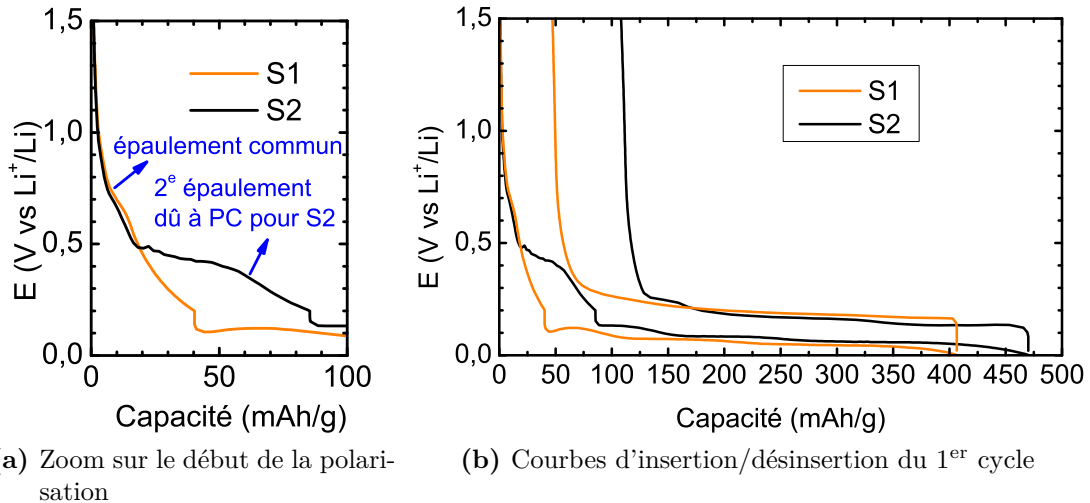 1,5
1,0
0,5
0,0
E (V vs Li⁺/Li)
S1
S2
épaulement commun
2ᵉ épaulement
dû à PC pour S2
0 50 100
Capacité (mAh/g)
a) Zoom sur le début de la polari-
sation
1,5
1,0
0,5
0,0
E (V vs Li⁺/Li)
S1
S2
0 50 100 150 200 250 300 350 400 450 500
Capacité (mAh/g)
(b) Courbes d'insertion/désinsertion du 1ᵉʳ cycle